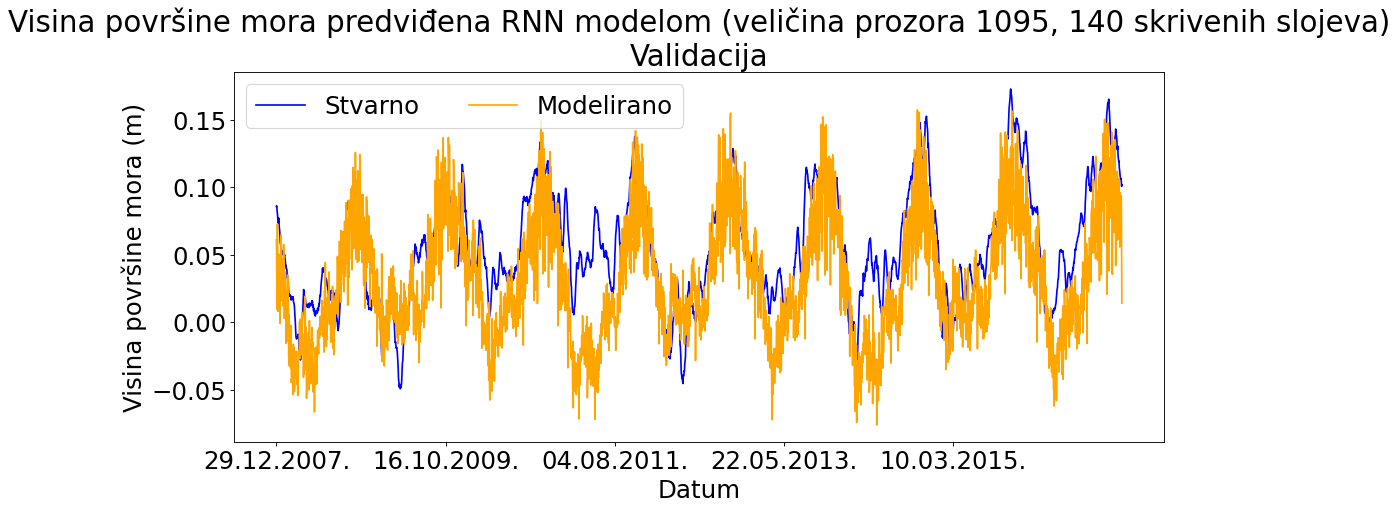 Visina površine mora predviđena RNN modelom (veličina prozora 1095, 140 skrivenih slojeva)
Validacija
Stvarno Modelirano
Visina površine mora (m)
0.15
0.10
0.05
0.00
−0.05
29.12.2007. 16.10.2009. 04.08.2011. 22.05.2013. 10.03.2015.
Datum